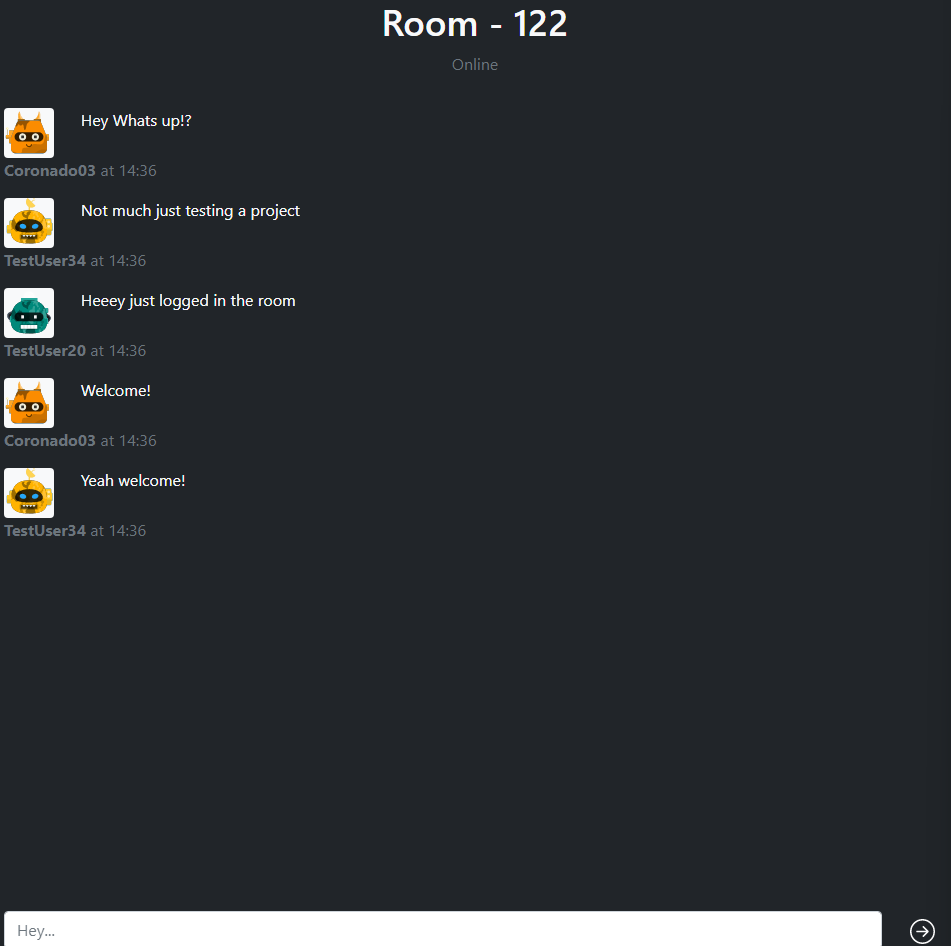 Room - 122
Online
Hey Whats up!?
Coronado03 at 14:36
Not much just testing a project
TestUser34 at 14:36
Heeey just logged in the room
TestUser20 at 14:36
Welcome!
Coronado03 at 14:36
Yeah welcome!
TestUser34 at 14:36
Hey...